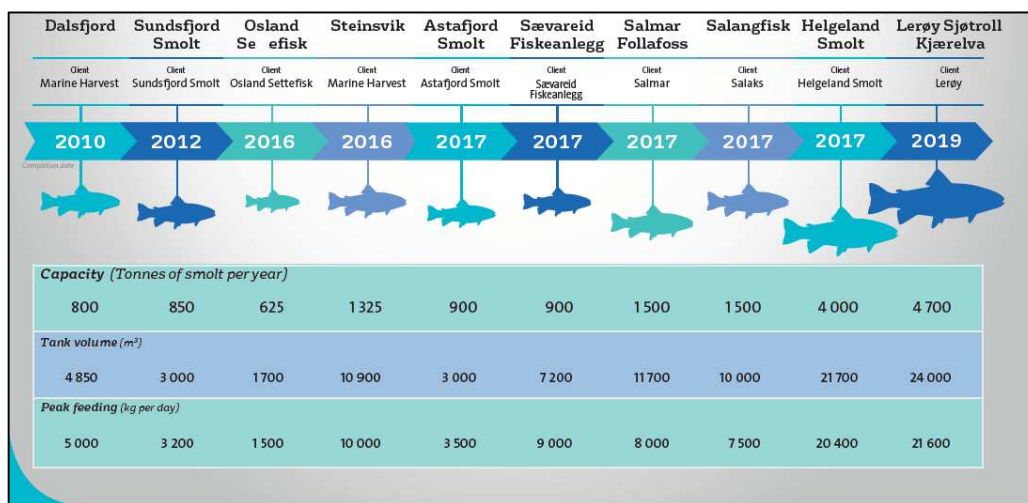 Dalsfjord
Sundsfjord Smolt
Osland Se efisk
Steinsvik
Astafjord Smolt
Sævareid Fiskeanlegg
Salmar Follafoss
Salangfisk
Helgeland Smolt
Lerøy Sjøtroll Kjærelva
Client Marine Harvest
Client Sundsfjord Smolt
Client Osland Settefisk
Client Marine Harvest
Client Astafjord Smolt
Client Sævareid Fiskeanlegg
Client Salmar
Client Salaks
Client Helgeland Smolt
Client Lerøy
2010 2012 2016 2016 2017 2017 2017 2017 2017 2019
Completion date
Capacity (Tonnes of smolt per year)
800 850 625 1 325 900 900 1 500 1 500 4 000 4 700
Tank volume (m³)
4 850 3 000 1 700 10 900 3 000 7 200 11 700 10 000 21 700 24 000
Peak feeding (kg per day)
5 000 3 200 1 500 10 000 3 500 9 000 8 000 7 500 20 400 21 600